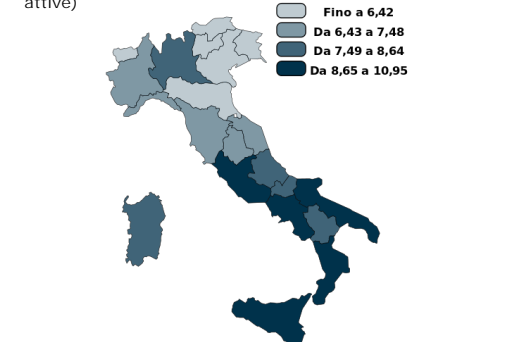 attive)
Fino a 6,42
Da 6,43 a 7,48
Da 7,49 a 8,64
Da 8,65 a 10,95